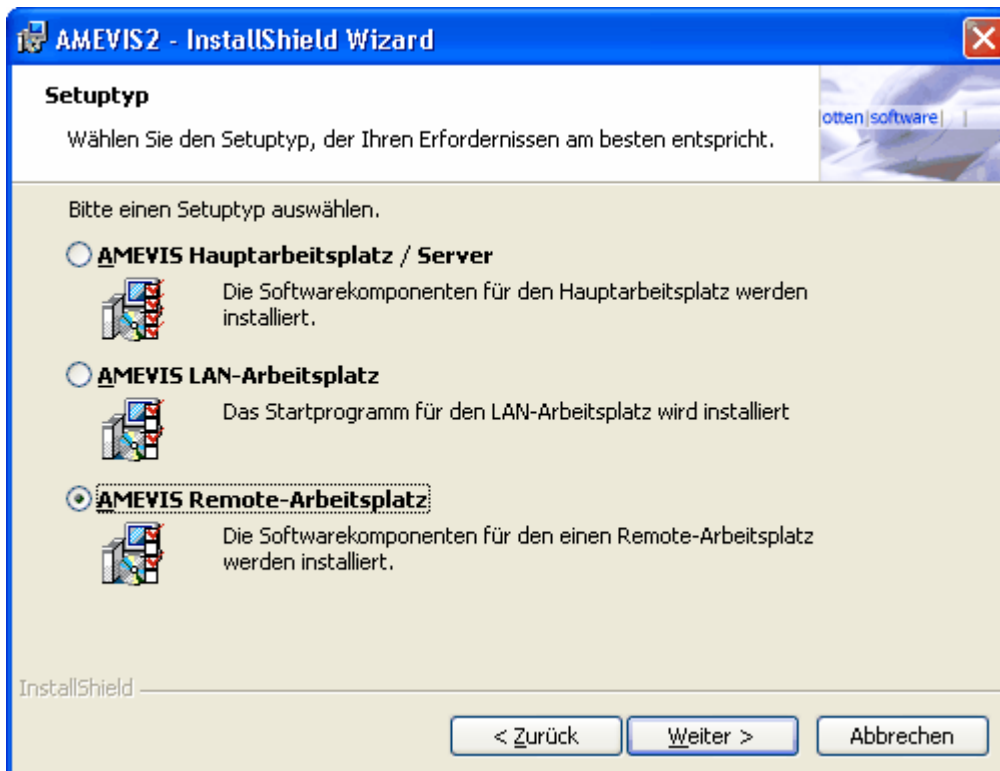 AMEVIS2 - InstallShield Wizard
Setuptyp
Wählen Sie den Setuptyp, der Ihren Erfordernissen am besten entspricht.
|otten|software| |
Bitte einen Setuptyp auswählen.
AMEVIS Hauptarbeitsplatz / Server
Die Softwarekomponenten für den Hauptarbeitsplatz werden
installiert.
AMEVIS LAN-Arbeitsplatz
Das Startprogramm für den LAN-Arbeitsplatz wird installiert
AMEVIS Remote-Arbeitsplatz
Die Softwarekomponenten für den einen Remote-Arbeitsplatz
werden installiert.
InstallShield
< Zurück
Weiter >
Abbrechen